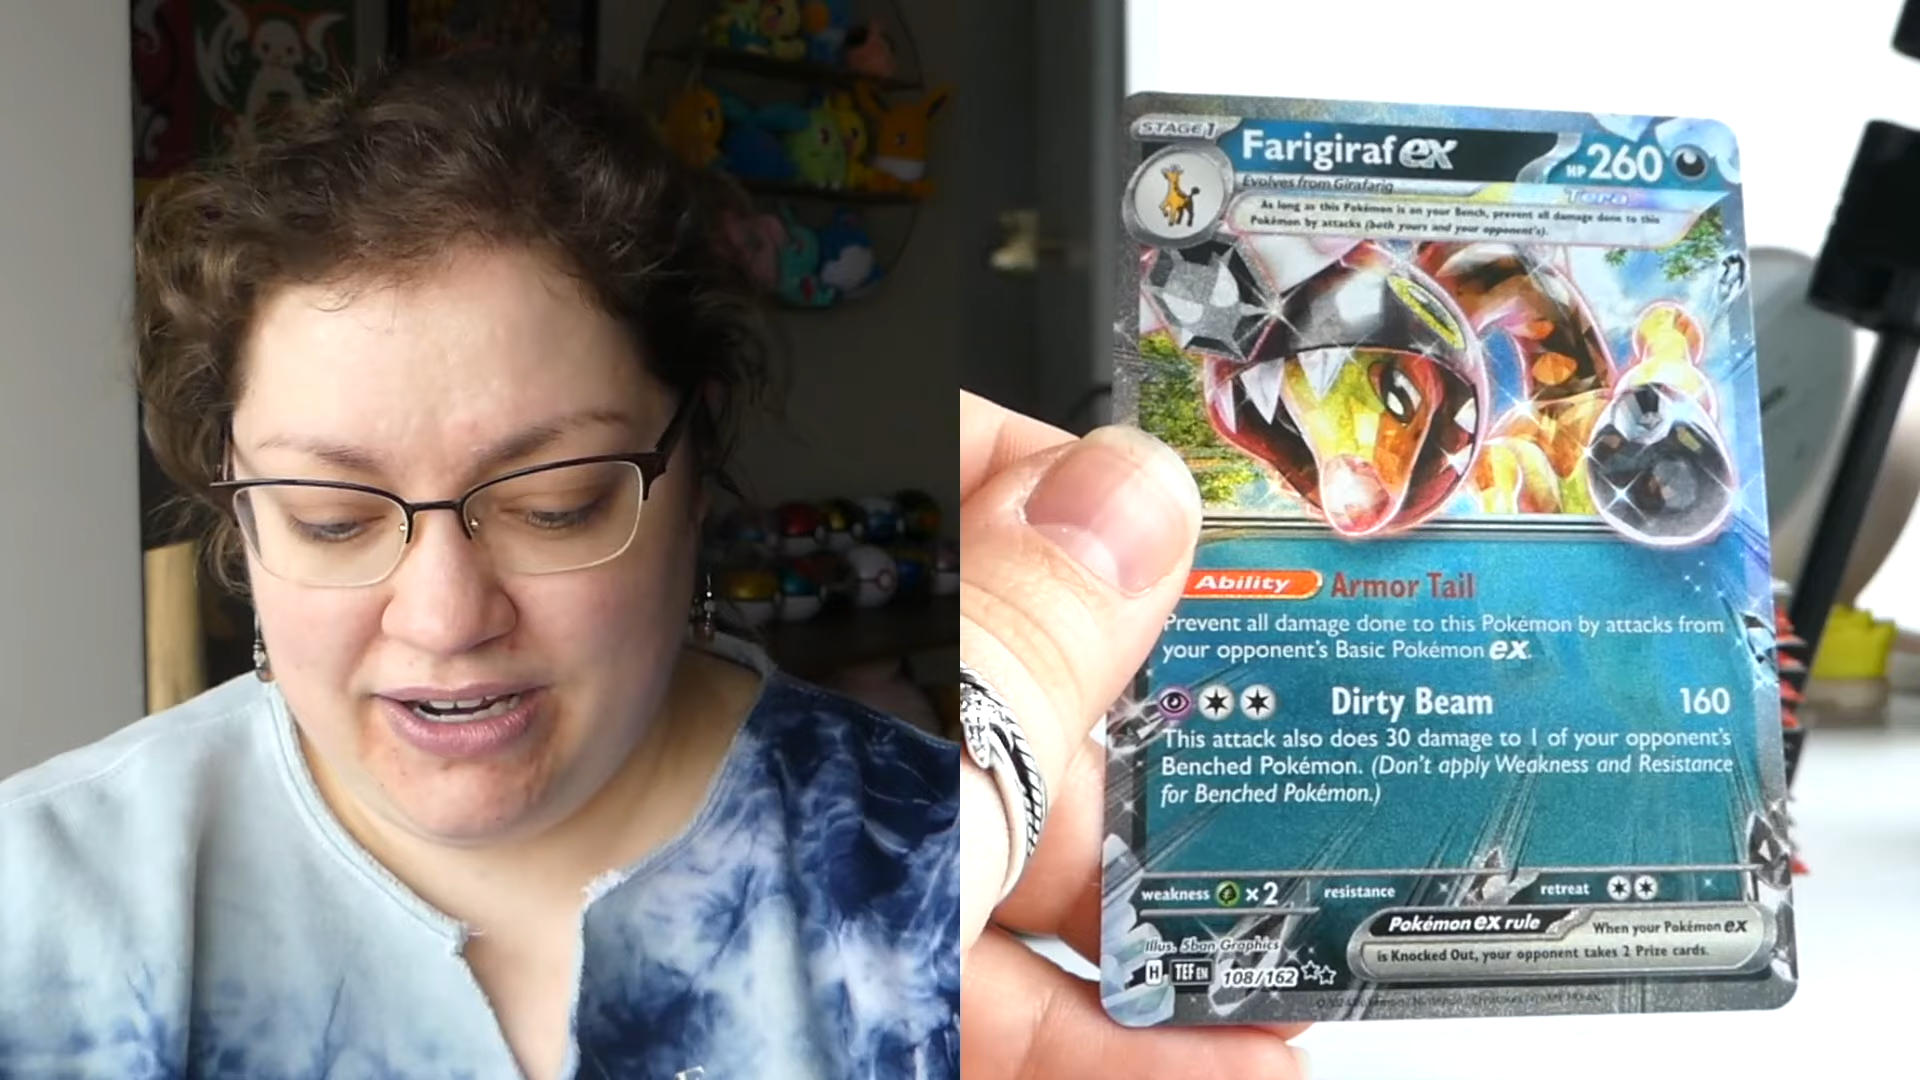 STAGE 1
Farigiraf ex
HP 260
Evolves from Girafarig
Tera
As long as this Pokémon is on your Bench, prevent all damage done to this
Pokémon by attacks (both yours and your opponent's).
Ability Armor Tail
Prevent all damage done to this Pokémon by attacks from
your opponent's Basic Pokémon ex.
Dirty Beam 160
This attack also does 30 damage to 1 of your opponent's
Benched Pokémon. (Don't apply Weakness and Resistance
for Benched Pokémon.)
weakness x2 resistance retreat
Pokémon ex rule When your Pokémon ex
is Knocked Out, your opponent takes 2 Prize cards.
Illus. 5ban Graphics
H TEF EN 108/162